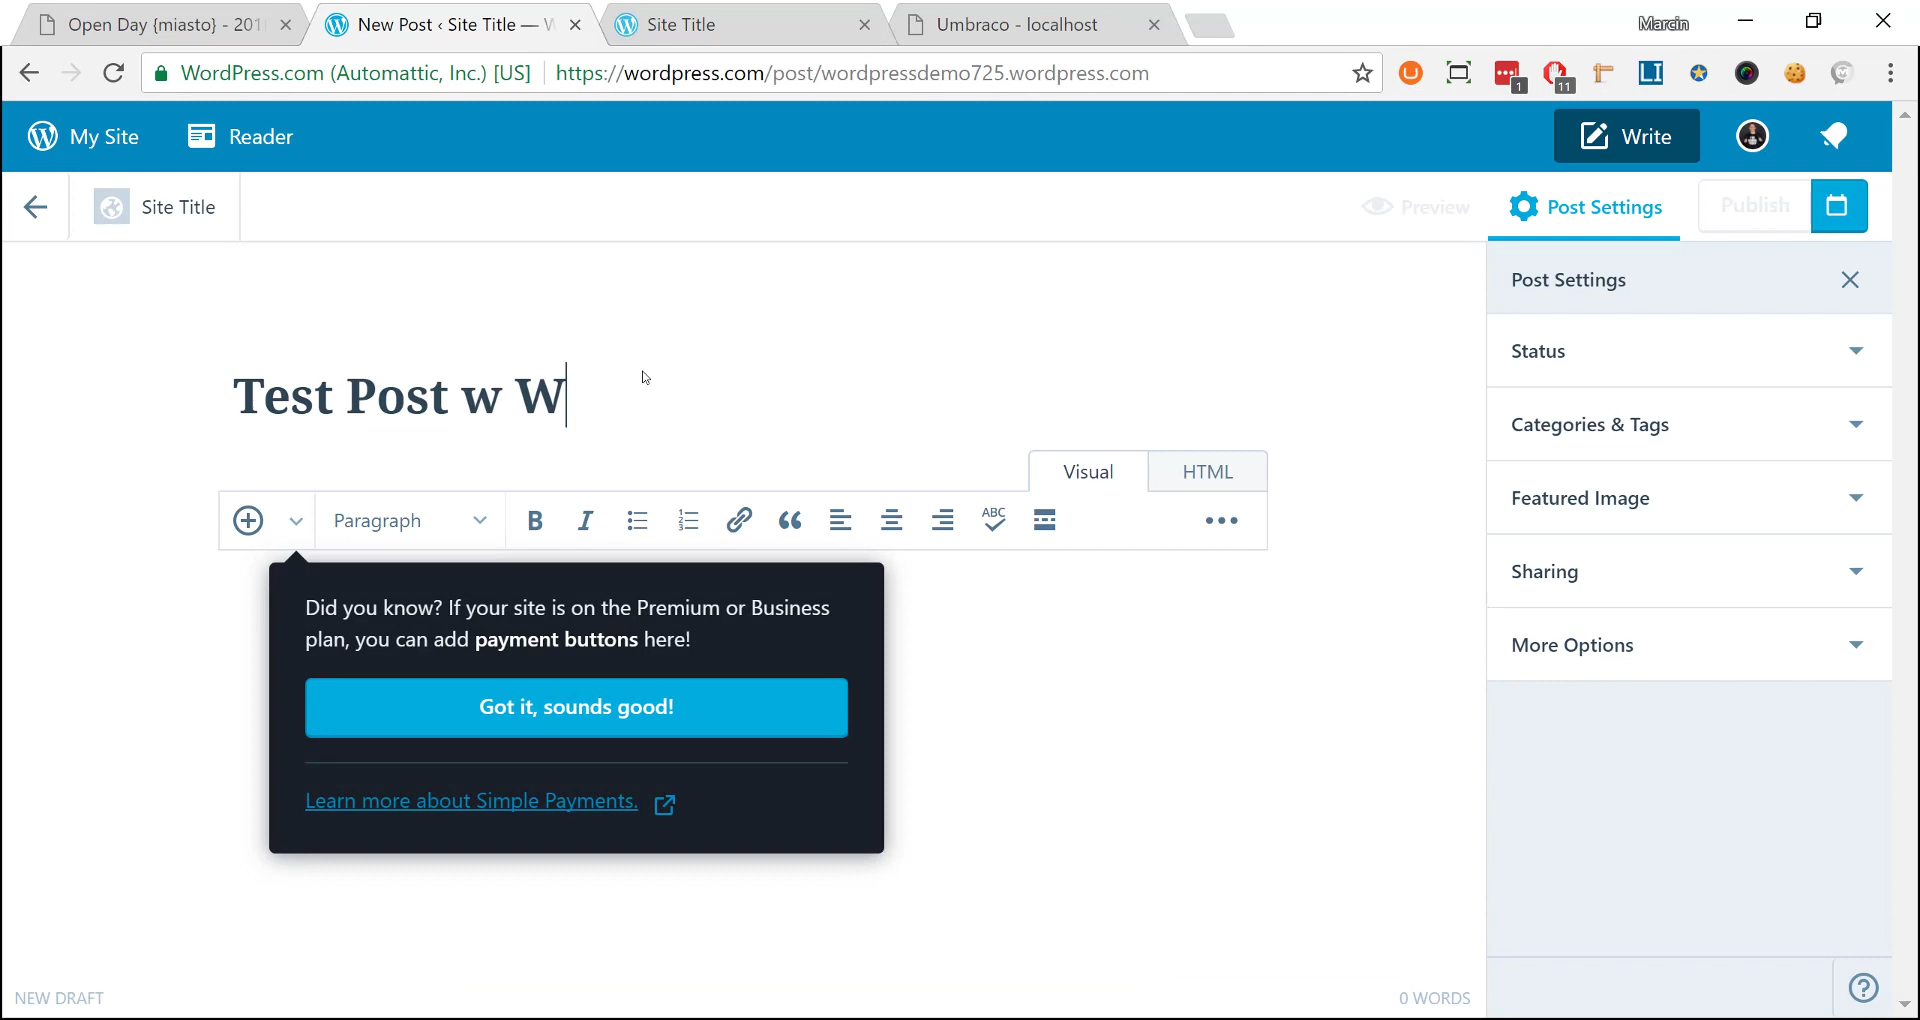 Open Day {miasto} - 201
New Post ‹ Site Title — W
Site Title
Umbraco - localhost
Marcin
WordPress.com (Automattic, Inc.) [US]
https://wordpress.com/post/wordpressdemo725.wordpress.com
1
11
LI
My Site
Reader
Write
Site Title
Preview
Post Settings
Publish
Post Settings
Status
Test Post w W
Categories & Tags
Visual
HTML
Featured Image
Paragraph
B
I
ABC
Sharing
Did you know? If your site is on the Premium or Business
plan, you can add payment buttons here!
More Options
Got it, sounds good!
Learn more about Simple Payments.
NEW DRAFT
0 WORDS